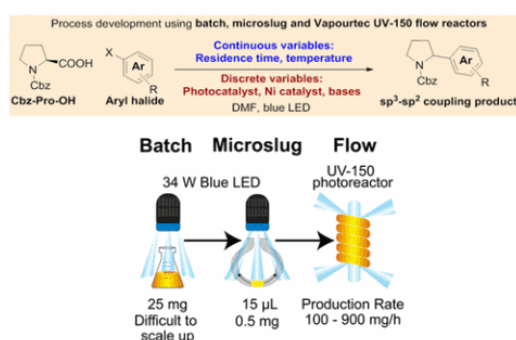 Process development using batch, microslug and Vapourtec UV-150 flow reactors
N
Cbz
COOH
Cbz-Pro-OH
X
Ar
R
Aryl halide
Continuous variables:
Residence time, temperature
Discrete variables:
Photocatalyst, Ni catalyst, bases
DMF, blue LED
N
Cbz
Ar
R
sp³-sp² coupling product
Batch Microslug Flow
34 W Blue LED
UV-150
photoreactor
25 mg
Difficult to
scale up
15 µL
0.5 mg
Production Rate
100 - 900 mg/h